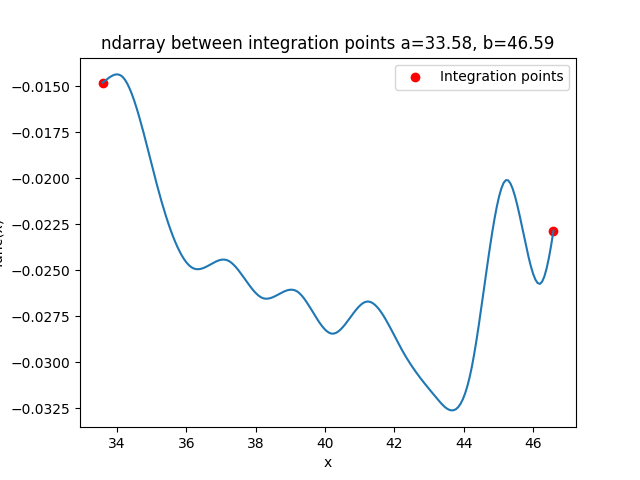 ndarray between integration points a=33.58, b=46.59
Integration points
−0.0150
−0.0175
−0.0200
−0.0225
−0.0250
−0.0275
−0.0300
−0.0325
34 36 38 40 42 44 46
x